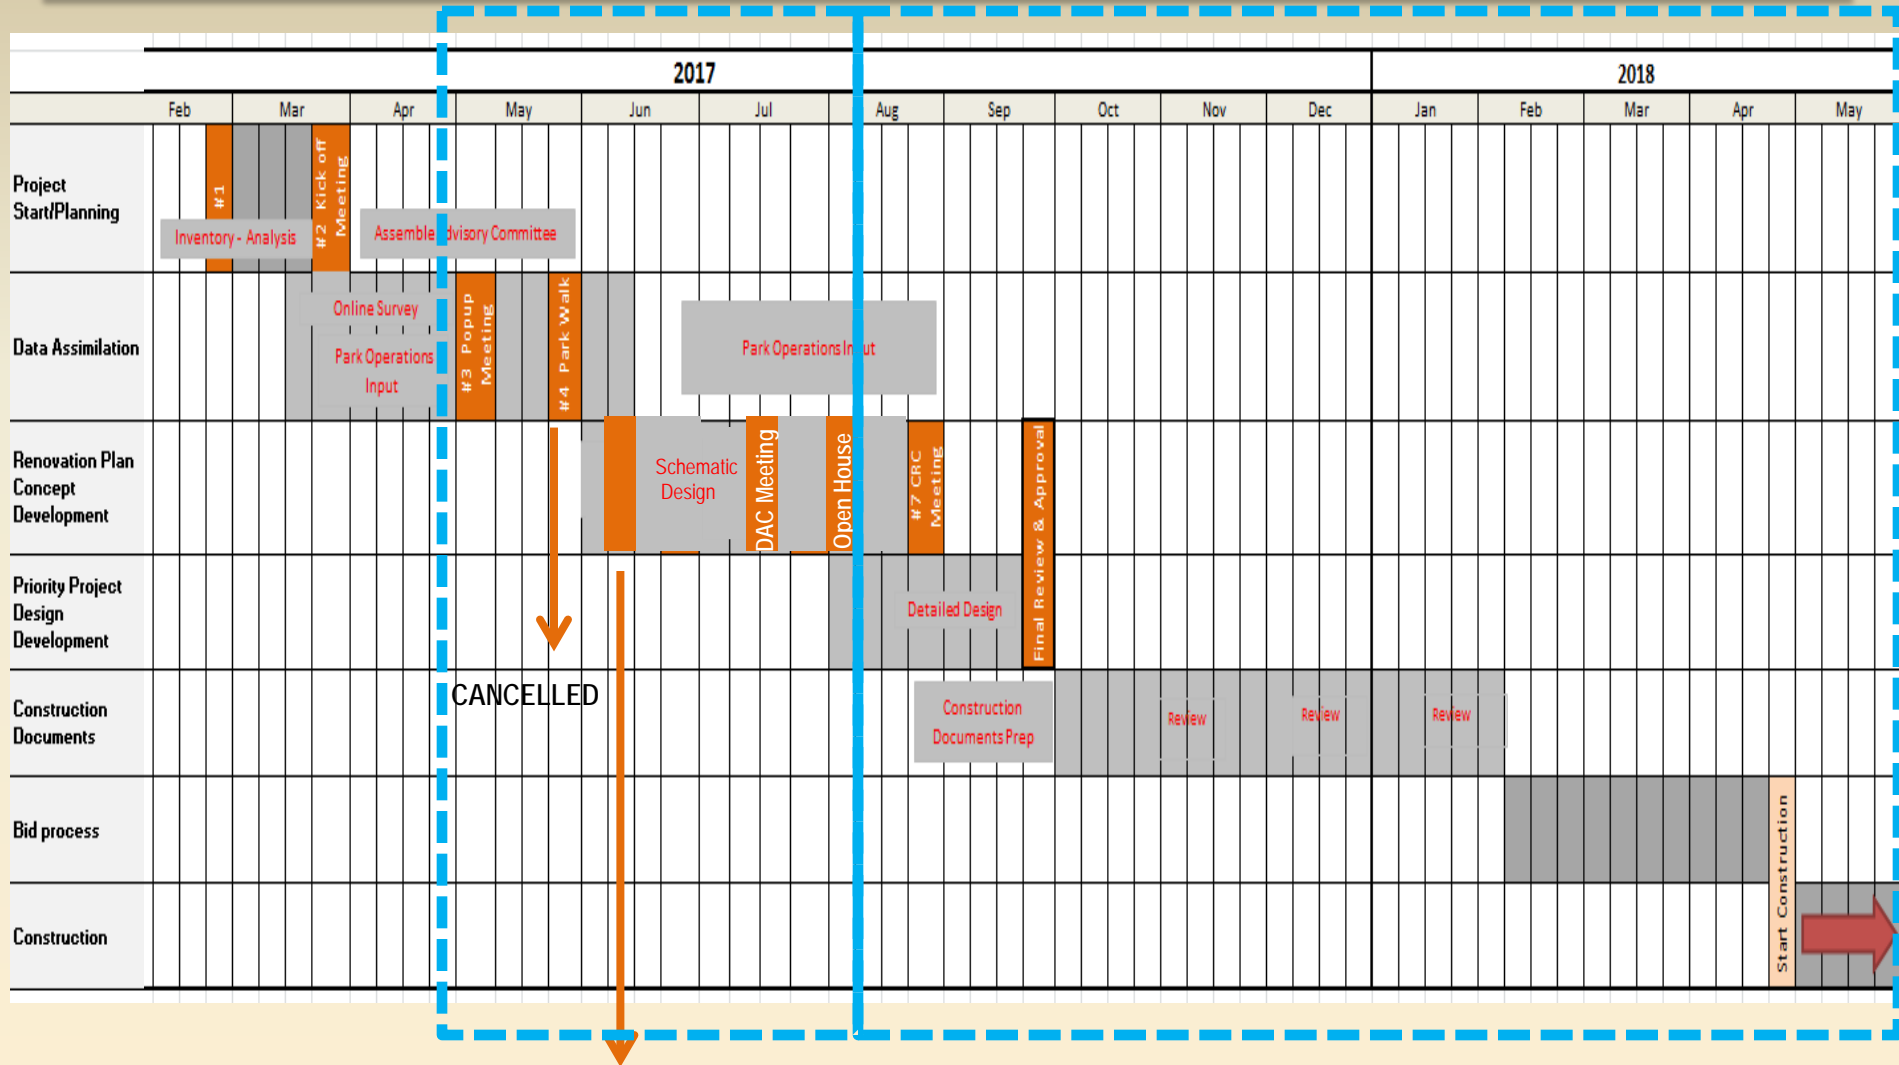 2017
2018
Feb Mar Apr May Jun Jul Aug Sep Oct Nov Dec Jan Feb Mar Apr May
Project
Start/Planning
#1
#2 Kick off
Meeting
Inventory - Analysis
Assemble Advisory Committee
Data Assimilation
Online Survey
Park Operations
Input
#3 Popup
Meeting
#4 Park Walk
Park Operations Input
Renovation Plan
Concept
Development
Schematic
Design
DAC Meeting
Open House
#7 CRC
Meeting
Final Review & Approval
Priority Project
Design
Development
Detailed Design
CANCELLED
Construction
Documents
Construction
Documents Prep
Review
Review
Review
Bid process
Start Construction
Construction